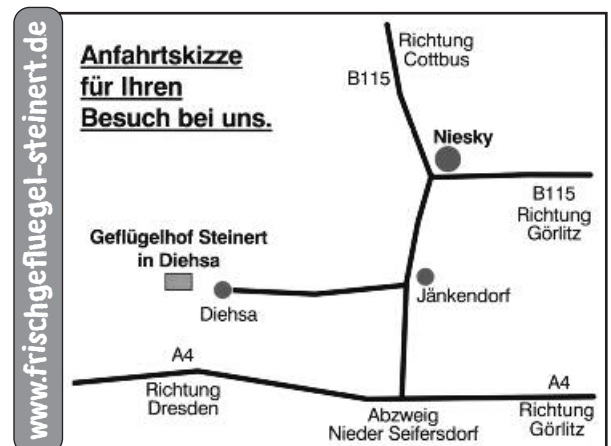 www.frischgefluegel-steinert.de
Anfahrtskizze
für Ihren
Besuch bei uns.
Richtung
Cottbus
B115
Niesky
B115
Richtung
Görlitz
Geflügelhof Steinert
in Diehsa
Diehsa
Jänkendorf
A4
Richtung
Dresden
Abzweig
Nieder Seifersdorf
A4
Richtung
Görlitz